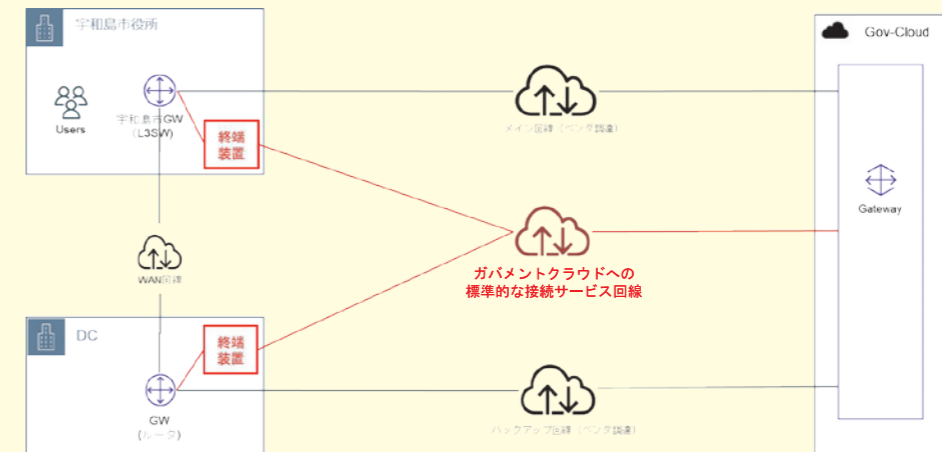 宇和島市役所
Gov-Cloud
Users
宇和島市GW
(L3SW)
終端
装置
メイン回線（ベンダ調達）
Gateway
WAN回線
ガバメントクラウドへの
標準的な接続サービス回線
DC
終端
装置
GW
(ルータ)
バックアップ回線（ベンダ調達）